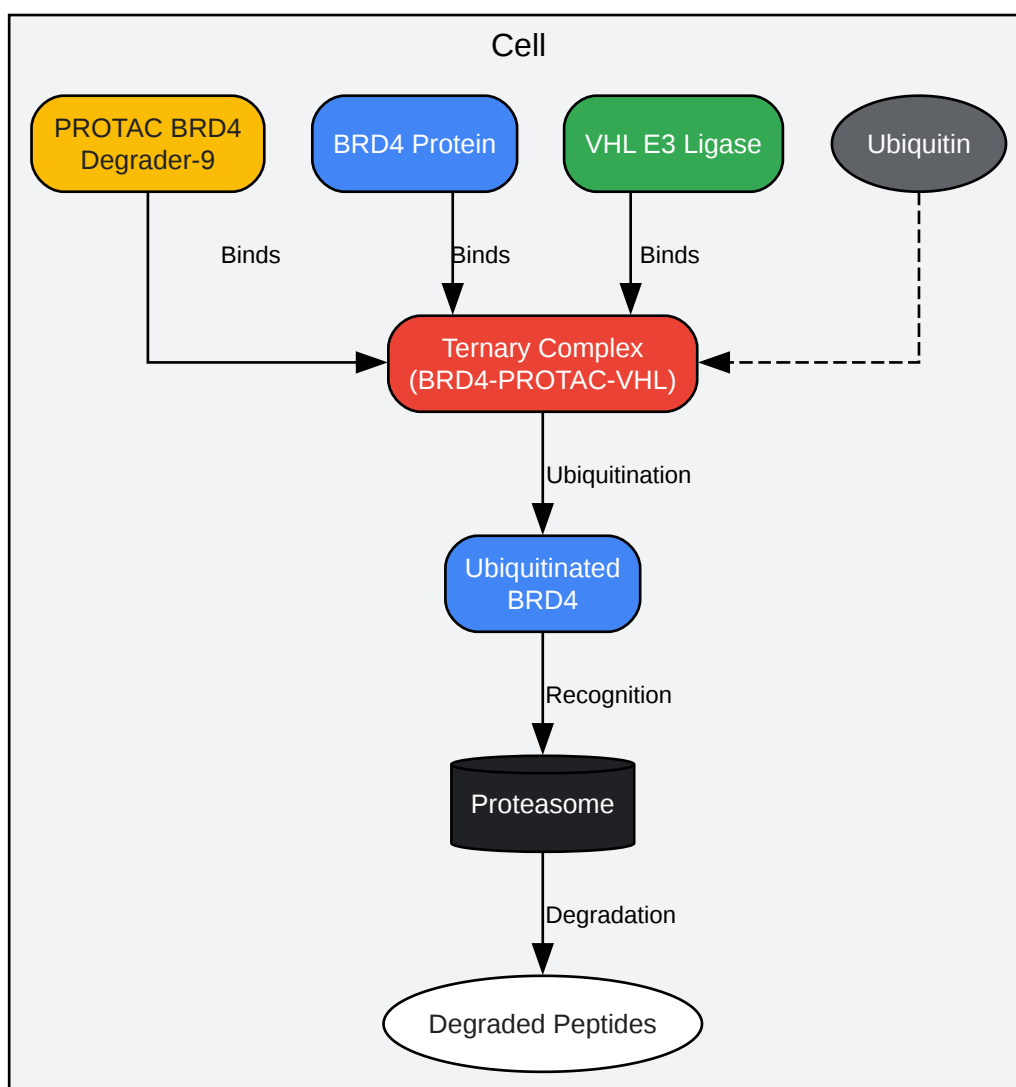 Cell
PROTAC BRD4
Degrader-9
BRD4 Protein
VHL E3 Ligase
Ubiquitin
Binds
Binds
Binds
Ternary Complex
(BRD4-PROTAC-VHL)
Ubiquitination
Ubiquitinated
BRD4
Recognition
Proteasome
Degradation
Degraded Peptides